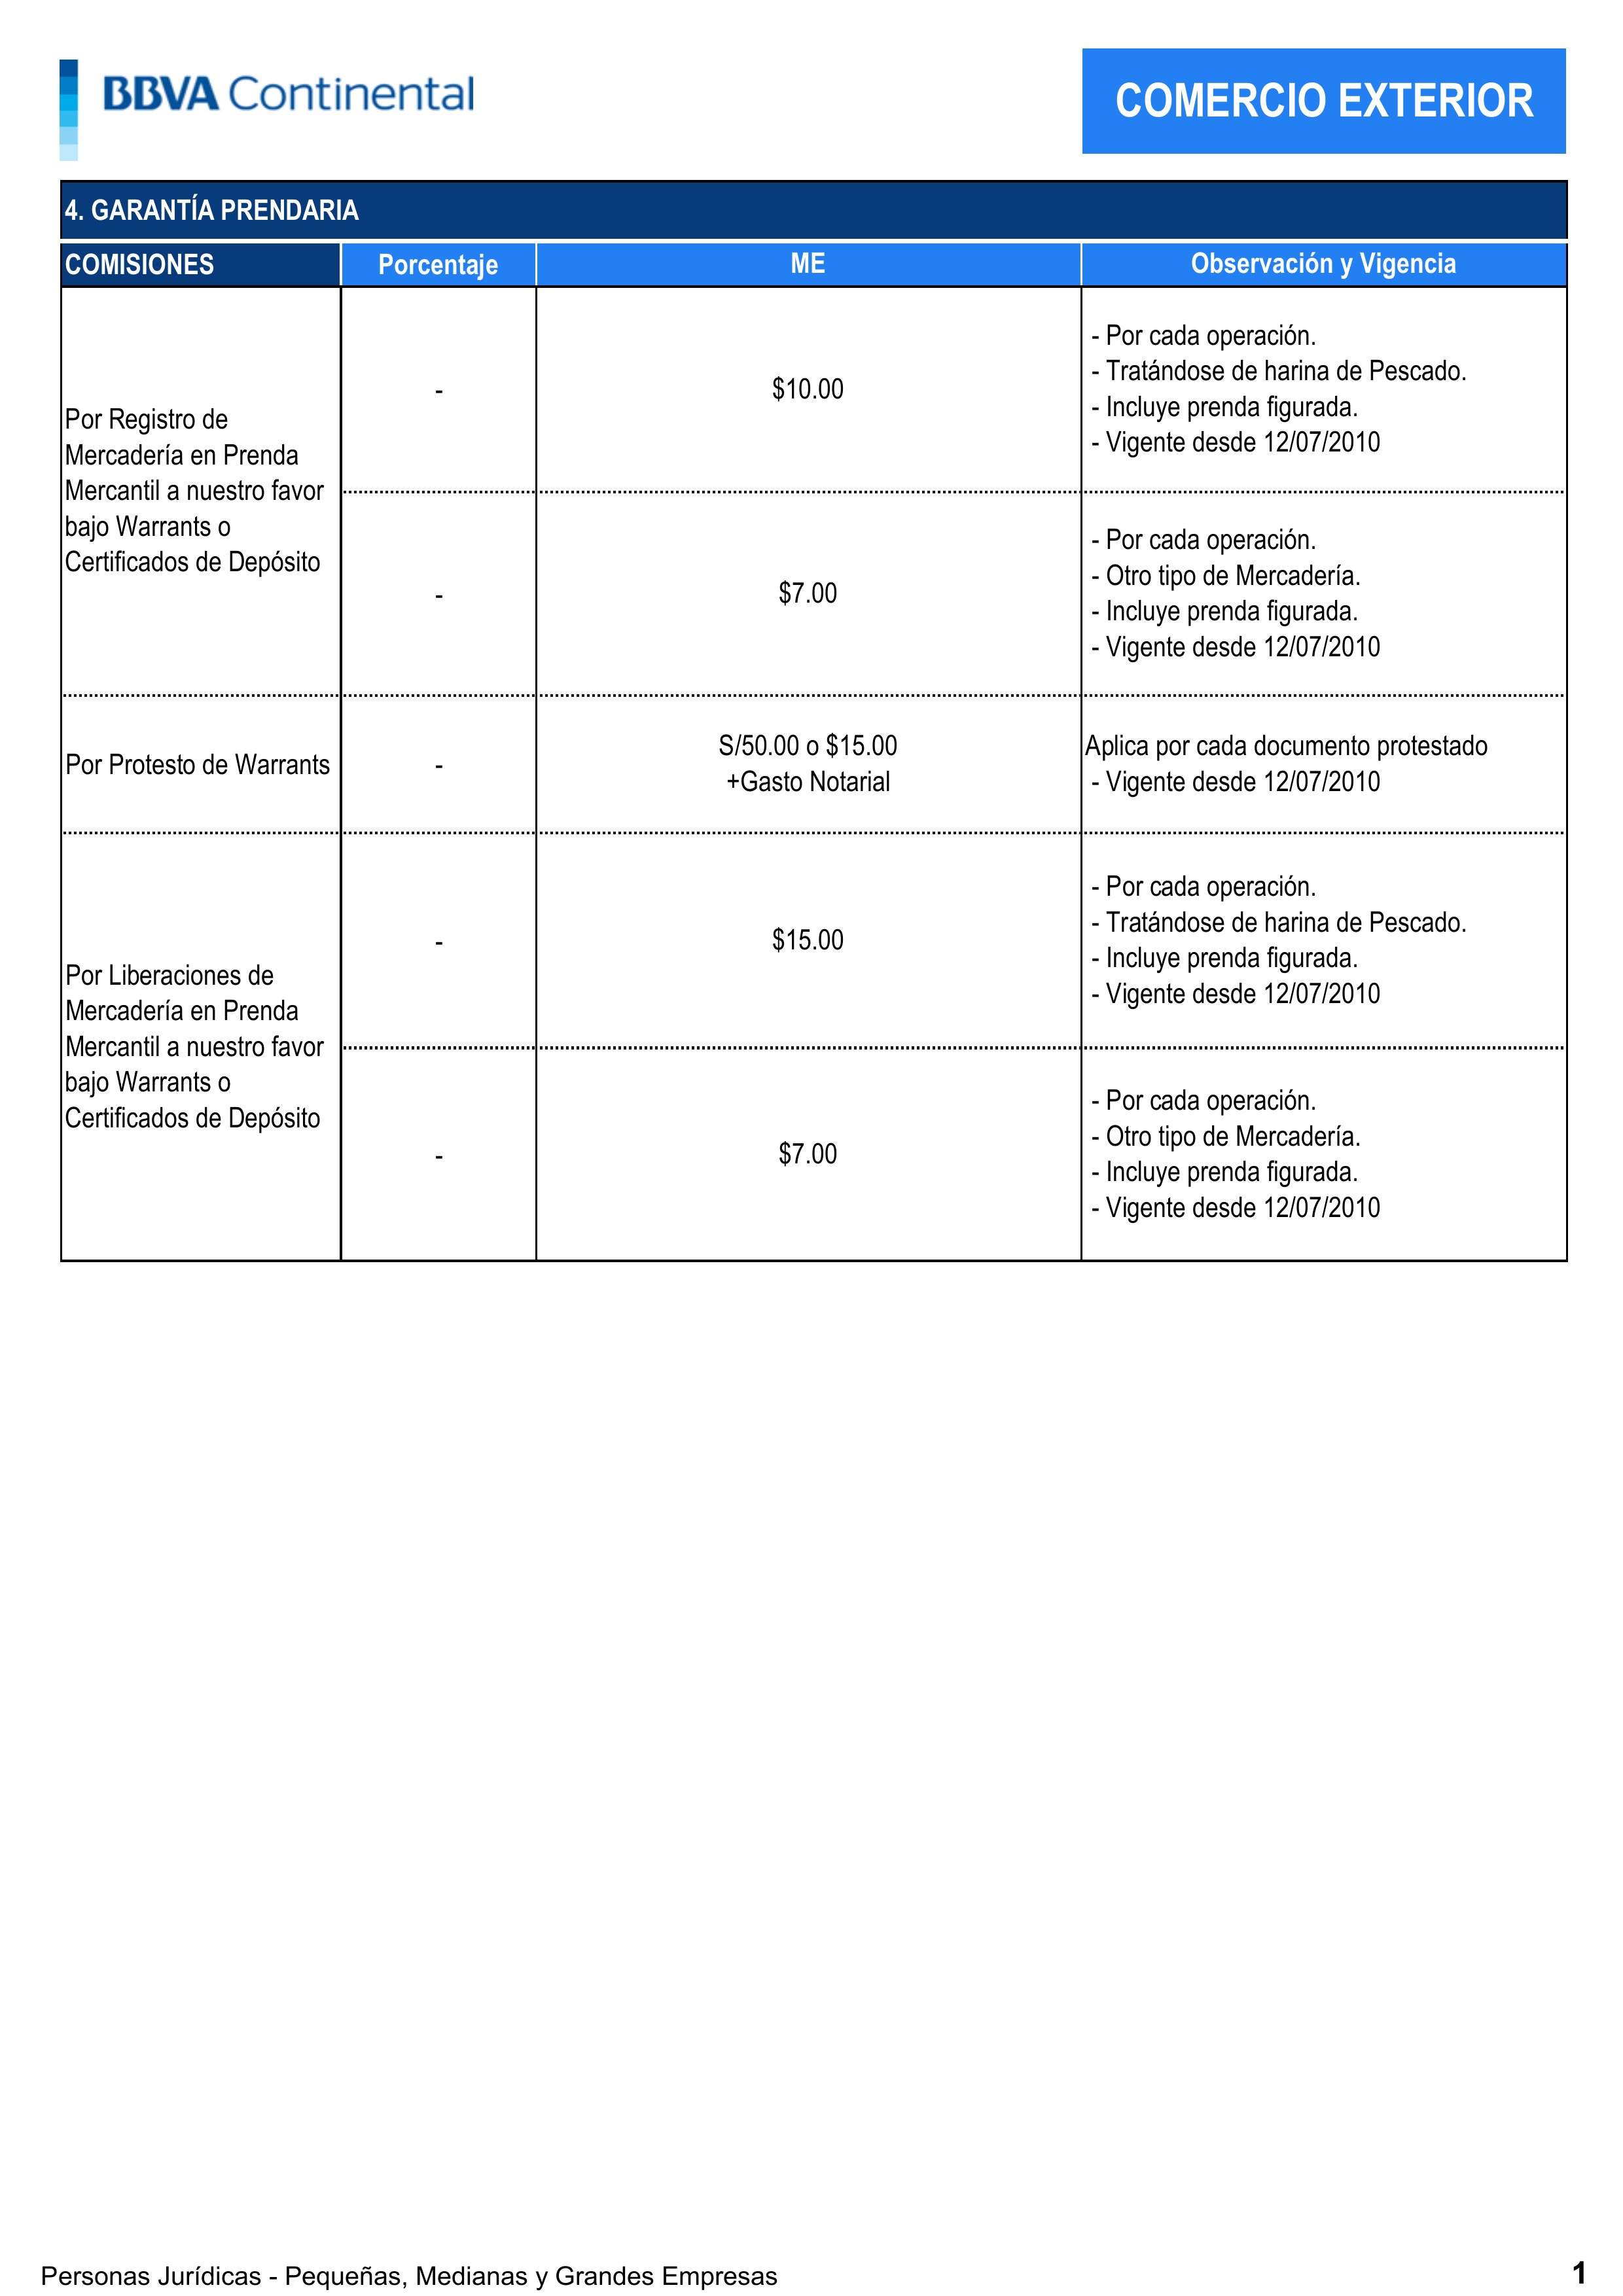 BBVA Continental
COMERCIO EXTERIOR
4. GARANTÍA PRENDARIA
COMISIONES
Porcentaje
ME
Observación y Vigencia
Por Registro de
Mercadería en Prenda
Mercantil a nuestro favor
bajo Warrants o
Certificados de Depósito
-
$10.00
- Por cada operación.
- Tratándose de harina de Pescado.
- Incluye prenda figurada.
- Vigente desde 12/07/2010
-
$7.00
- Por cada operación.
- Otro tipo de Mercadería.
- Incluye prenda figurada.
- Vigente desde 12/07/2010
Por Protesto de Warrants
-
S/50.00 o $15.00
+Gasto Notarial
Aplica por cada documento protestado
- Vigente desde 12/07/2010
Por Liberaciones de
Mercadería en Prenda
Mercantil a nuestro favor
bajo Warrants o
Certificados de Depósito
-
$15.00
- Por cada operación.
- Tratándose de harina de Pescado.
- Incluye prenda figurada.
- Vigente desde 12/07/2010
-
$7.00
- Por cada operación.
- Otro tipo de Mercadería.
- Incluye prenda figurada.
- Vigente desde 12/07/2010
Personas Jurídicas - Pequeñas, Medianas y Grandes Empresas
1